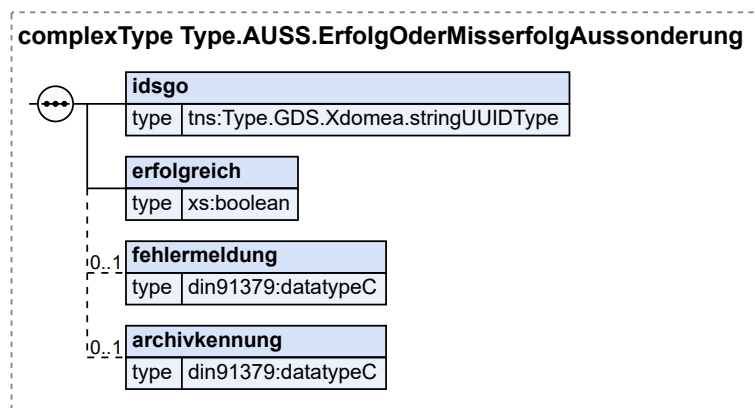 complexType Type.AUSS.ErfolgOderMisserfolgAussonderung
idsgo
type tns:Type.GDS.Xdomea.stringUUIDType
erfolgreich
type xs:boolean
0..1 fehlermeldung
type din91379:datatypeC
0..1 archivkennung
type din91379:datatypeC